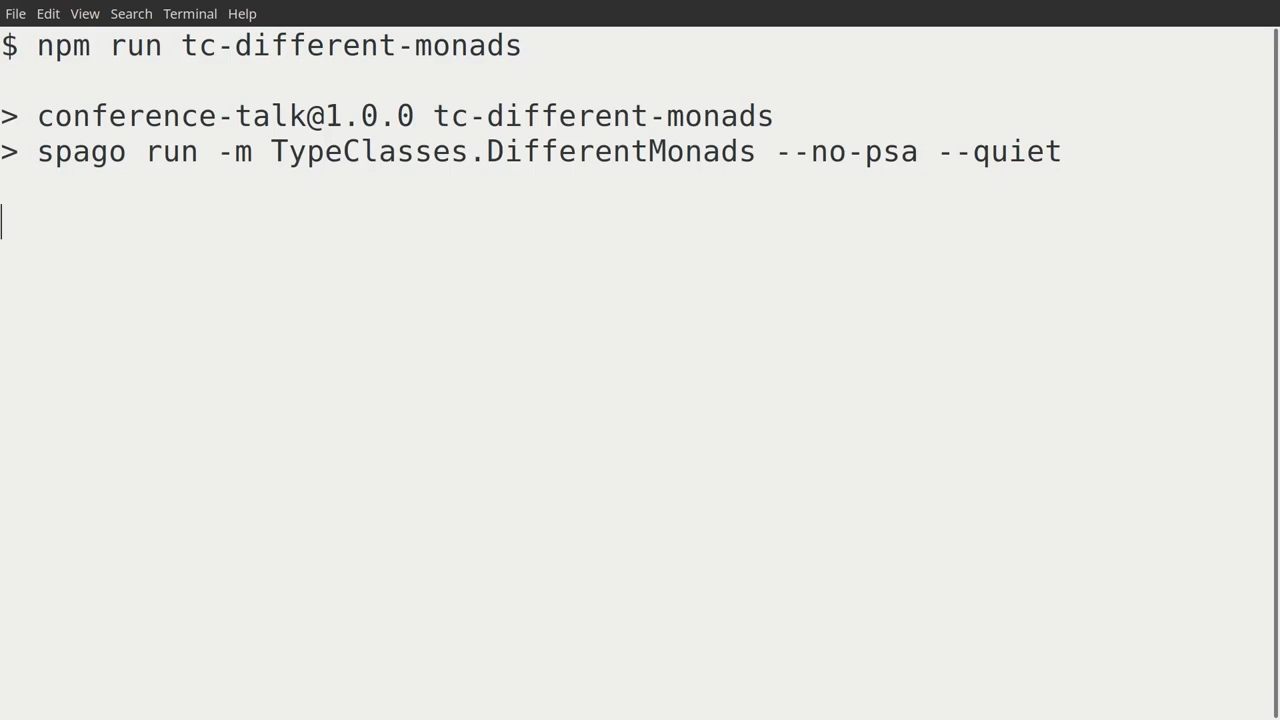 File Edit View Search Terminal Help
$ npm run tc-different-monads
> conference-talk@1.0.0 tc-different-monads
> spago run -m TypeClasses.DifferentMonads --no-psa --quiet